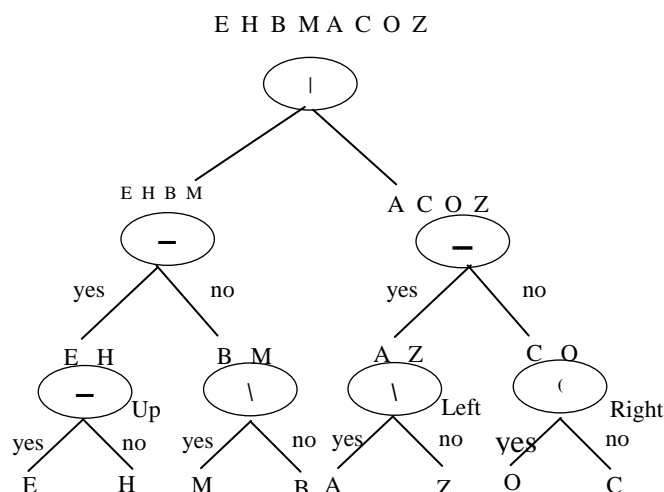 E H B M A C O Z
|
E H B M
A C O Z
–
–
yes no yes no
E H B M A Z C O
– \ \ (
Up Left Right
yes no yes no yes no yes no
E H M B A Z O C